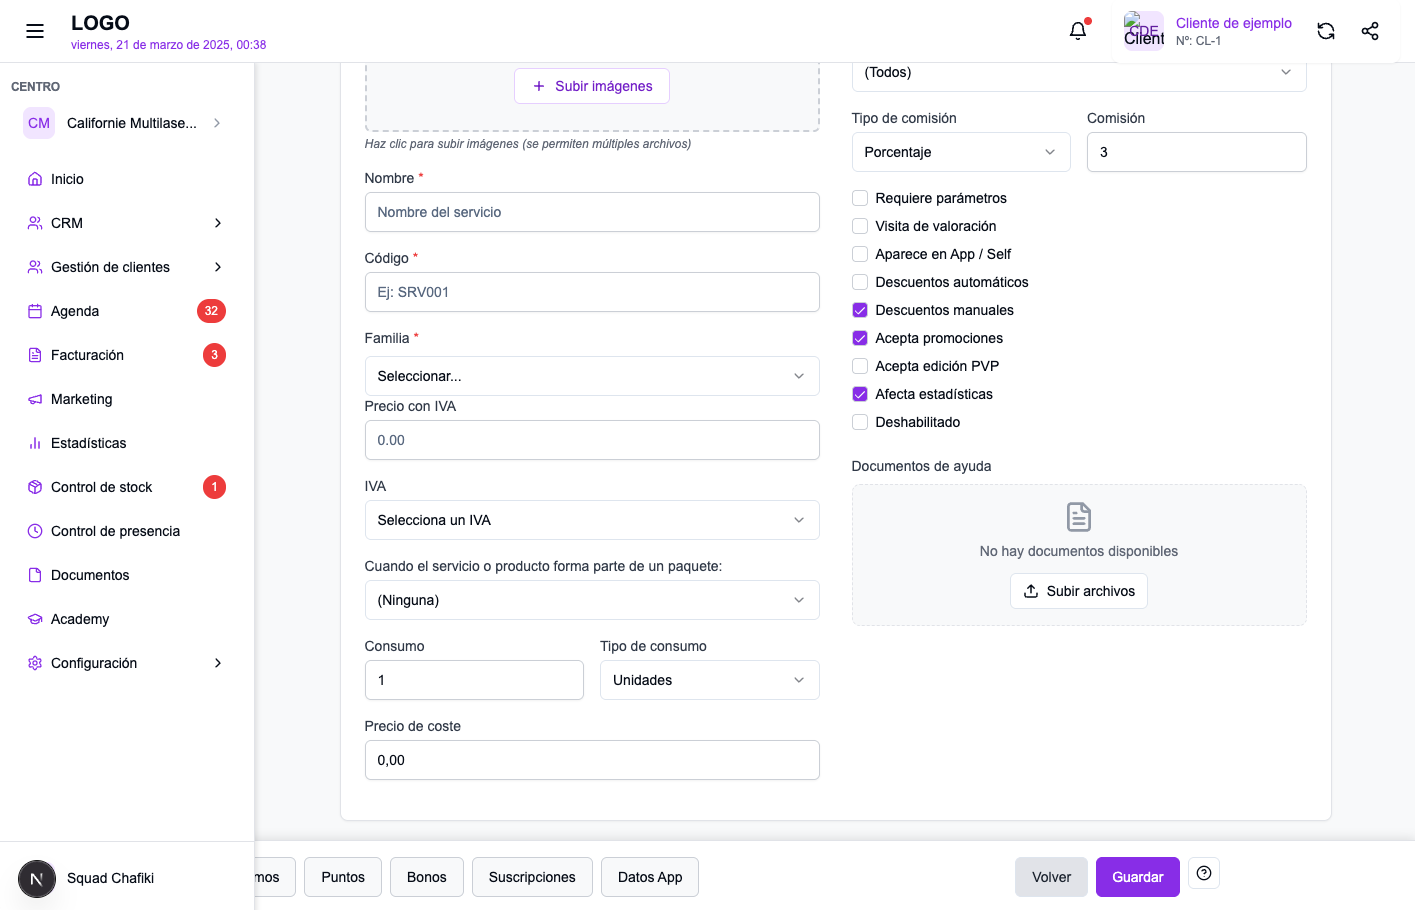 LOGO
viernes, 21 de marzo de 2025, 00:38
CDE
Client
Cliente de ejemplo
Nº: CL-1
CENTRO
CM
Californie Multilase...
Inicio
CRM
Gestión de clientes
Agenda
32
Facturación
3
Marketing
Estadísticas
Control de stock
1
Control de presencia
Documentos
Academy
Configuración
N
Squad Chafiki
Subir imágenes
Haz clic para subir imágenes (se permiten múltiples archivos)
Nombre *
Nombre del servicio
Código *
Ej: SRV001
Familia *
Seleccionar...
Precio con IVA
0.00
IVA
Selecciona un IVA
Cuando el servicio o producto forma parte de un paquete:
(Ninguna)
Consumo
Tipo de consumo
1
Unidades
Precio de coste
0,00
(Todos)
Tipo de comisión
Comisión
Porcentaje
3
Requiere parámetros
Visita de valoración
Aparece en App / Self
Descuentos automáticos
Descuentos manuales
Acepta promociones
Acepta edición PVP
Afecta estadísticas
Deshabilitado
Documentos de ayuda
No hay documentos disponibles
Subir archivos
mos
Puntos
Bonos
Suscripciones
Datos App
Volver
Guardar